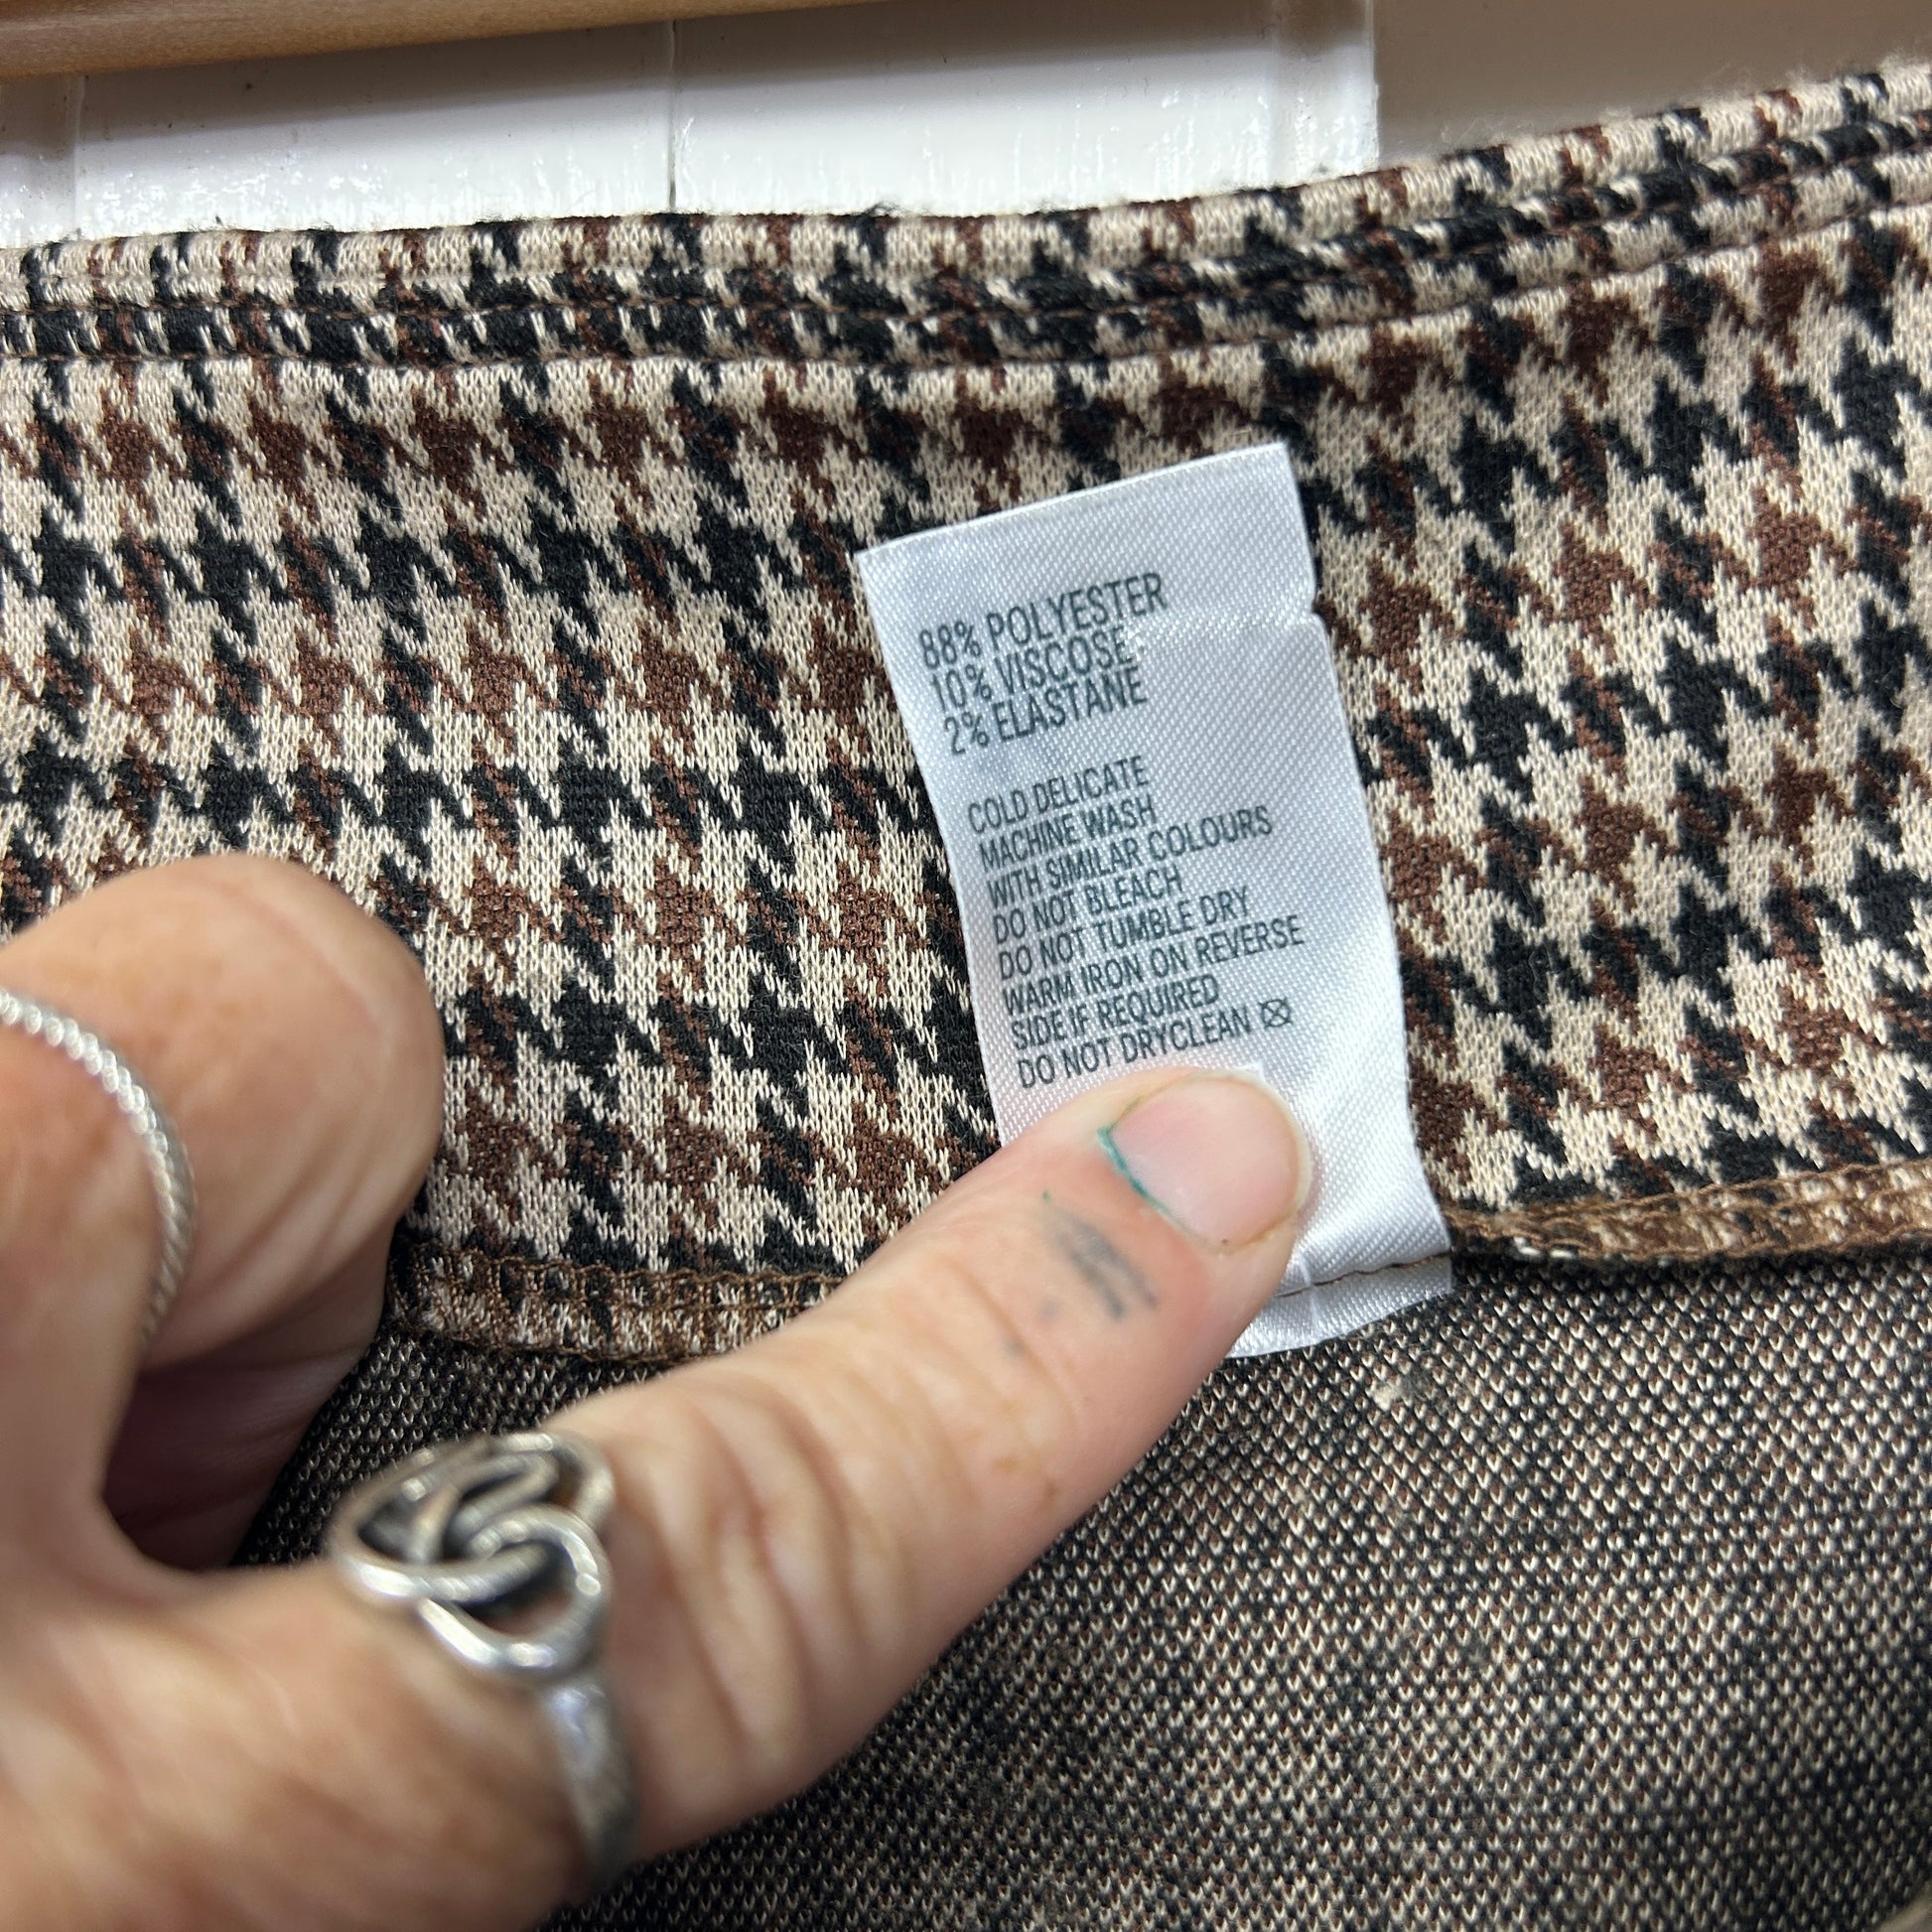 88% POLYESTER
10% VISCOSE
2% ELASTANE
COLD DELICATE
MACHINE WASH
WITH SIMILAR COLOURS
DO NOT BLEACH
DO NOT TUMBLE DRY
WARM IRON ON REVERSE
SIDE IF REQUIRED
DO NOT DRYCLEAN